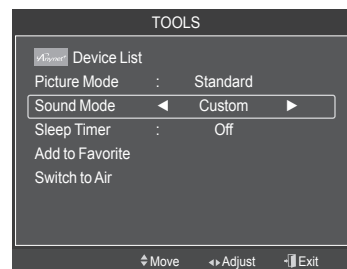 TOOLS
Anynet+ Device List
Picture Mode : Standard
Sound Mode ◄ Custom ►
Sleep Timer : Off
Add to Favorite
Switch to Air
Move Adjust Exit